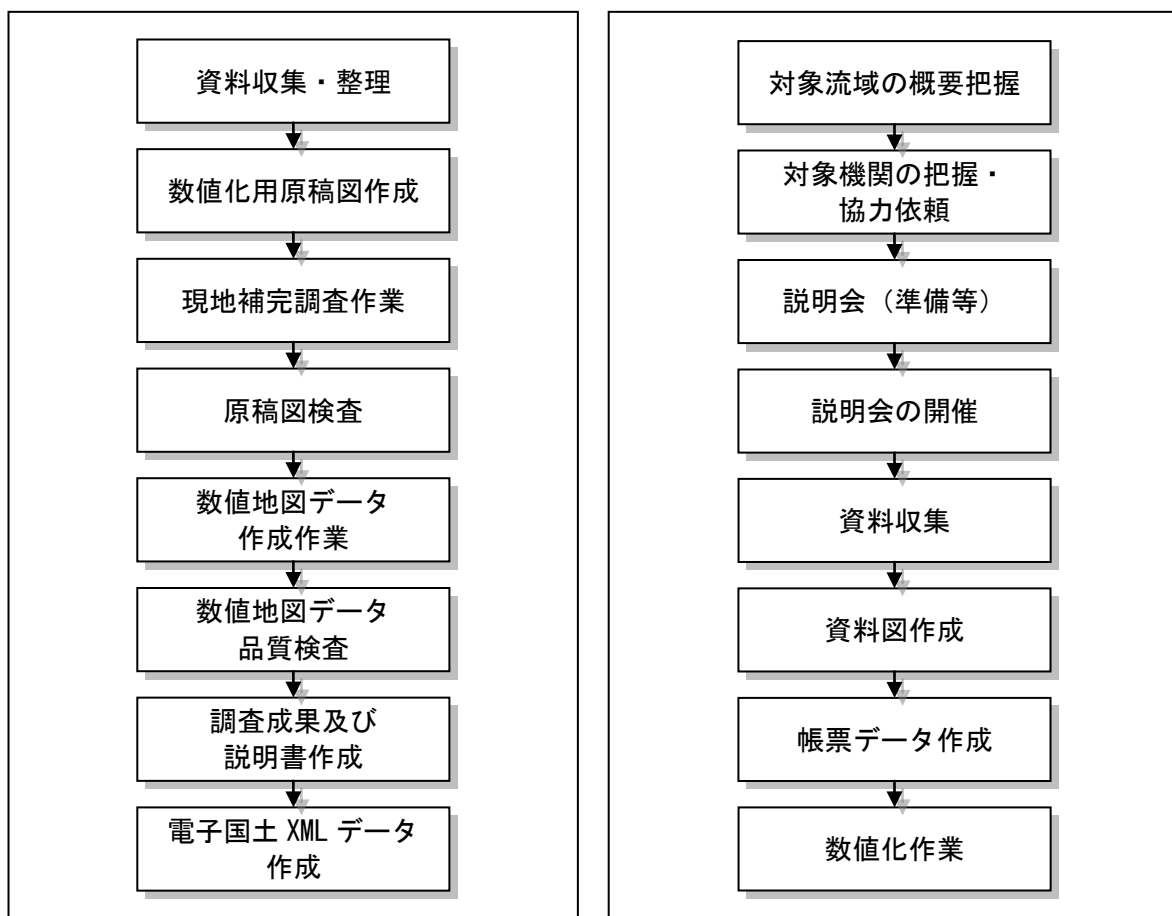 資料収集・整理
数値化用原稿図作成
現地補完調査作業
原稿図検査
数値地図データ
作成作業
数値地図データ
品質検査
調査成果及び
説明書作成
電子国土 XML データ
作成
対象流域の概要把握
対象機関の把握・
協力依頼
説明会（準備等）
説明会の開催
資料収集
資料図作成
帳票データ作成
数値化作業